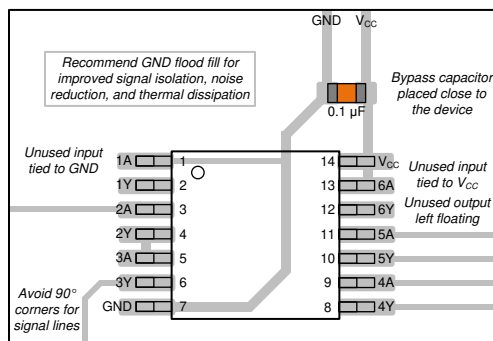 GND V_CC
Recommend GND flood fill for
improved signal isolation, noise
reduction, and thermal dissipation
Bypass capacitor
placed close to
the device
0.1 µF
Unused input
tied to GND
1A 1 14 V_CC
1Y 2 13 6A
2A 3 12 6Y
2Y 4 11 5A
3A 5 10 5Y
3Y 6 9 4A
GND 7 8 4Y
Unused input
tied to V_CC
Unused output
left floating
Avoid 90°
corners for
signal lines